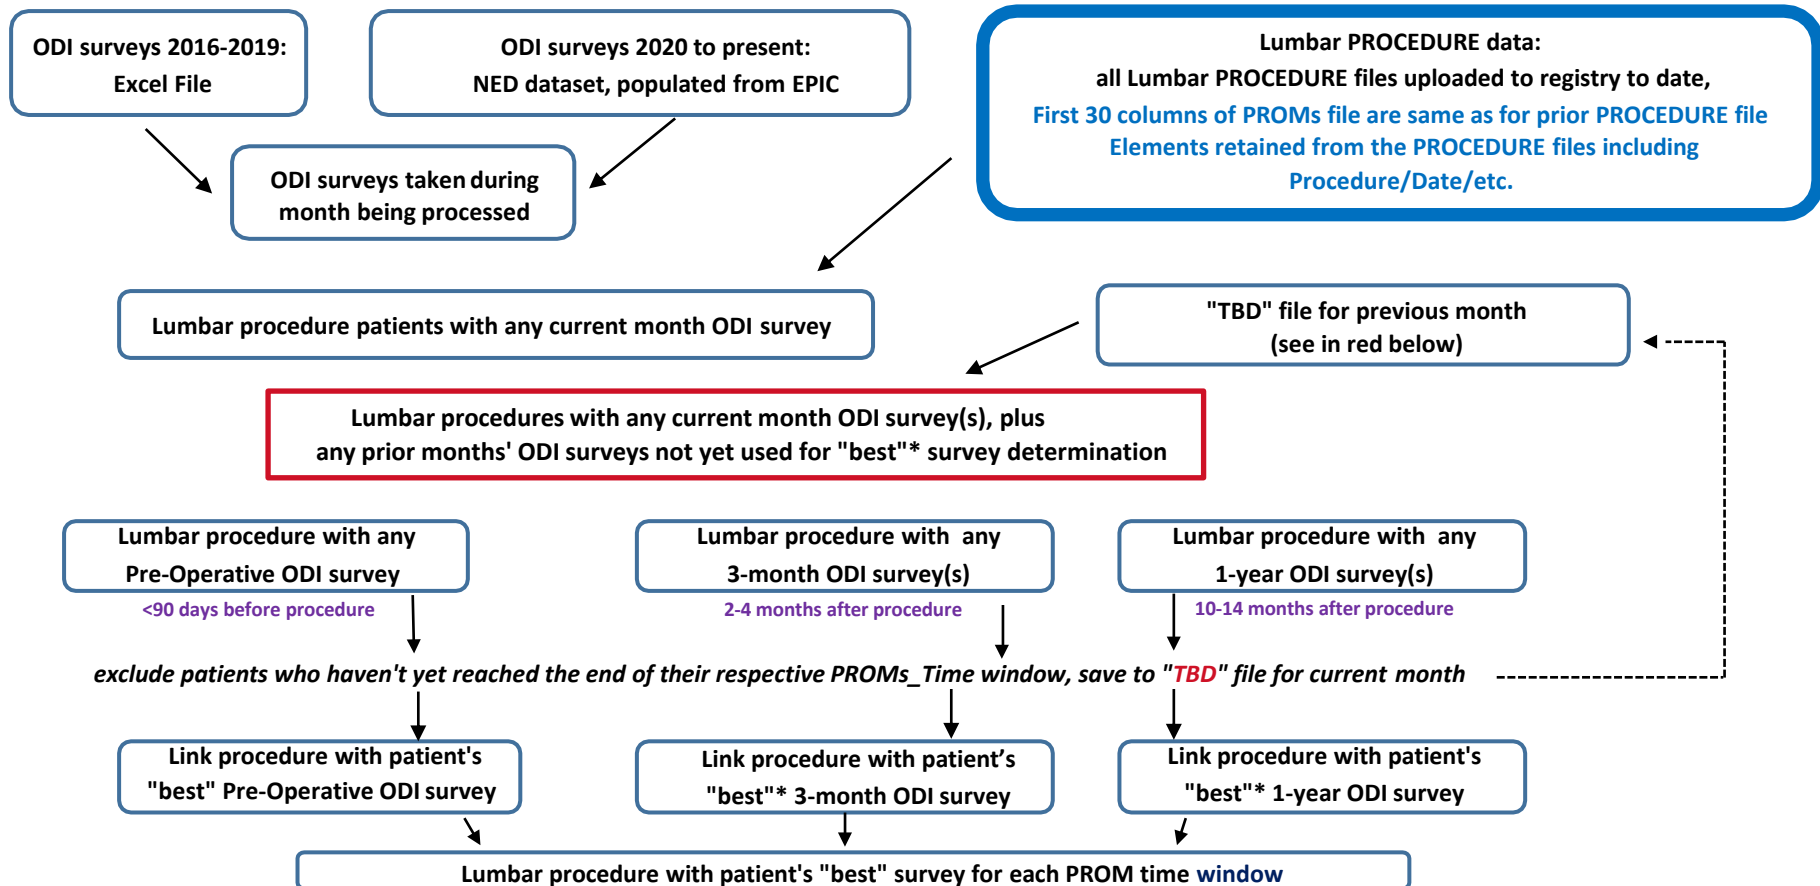 ODI surveys 2016-2019:
Excel File
ODI surveys 2020 to present:
NED dataset, populated from EPIC
Lumbar PROCEDURE data:
all Lumbar PROCEDURE files uploaded to registry to date,
First 30 columns of PROMs file are same as for prior PROCEDURE file
Elements retained from the PROCEDURE files including
Procedure/Date/etc.
ODI surveys taken during
month being processed
Lumbar procedure patients with any current month ODI survey
"TBD" file for previous month
(see in red below)
Lumbar procedures with any current month ODI survey(s), plus
any prior months' ODI surveys not yet used for "best"* survey determination
Lumbar procedure with any
Pre-Operative ODI survey
<90 days before procedure
Lumbar procedure with any
3-month ODI survey(s)
2-4 months after procedure
Lumbar procedure with any
1-year ODI survey(s)
10-14 months after procedure
exclude patients who haven't yet reached the end of their respective PROMs_Time window, save to "TBD" file for current month
Link procedure with patient's
"best" Pre-Operative ODI survey
Link procedure with patient’s
"best"* 3-month ODI survey
Link procedure with patient's
"best"* 1-year ODI survey
Lumbar procedure with patient's "best" survey for each PROM time window